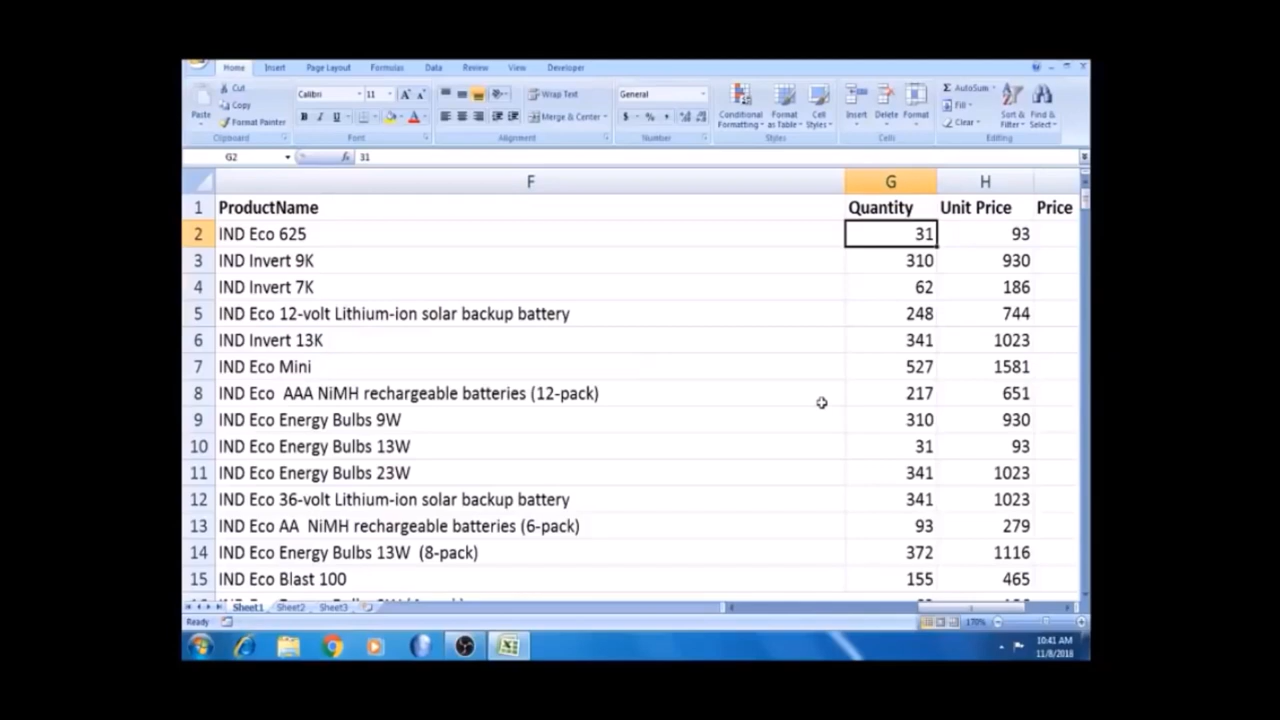 Home Insert Page Layout Formulas Data Review View Developer
Cut Calibri 11 Wrap Text General AutoSum
Copy Fill
Paste Format Painter B I U Merge & Center $ % Conditional Formatting Format as Table Cell Styles Insert Delete Format Clear Sort & Filter Find & Select
Clipboard Font Alignment Number Styles Cells Editing
G2 fx 31
F G H
1 ProductName Quantity Unit Price Price
2 IND Eco 625 31 93
3 IND Invert 9K 310 930
4 IND Invert 7K 62 186
5 IND Eco 12-volt Lithium-ion solar backup battery 248 744
6 IND Invert 13K 341 1023
7 IND Eco Mini 527 1581
8 IND Eco  AAA NiMH rechargeable batteries (12-pack) 217 651
9 IND Eco Energy Bulbs 9W 310 930
10 IND Eco Energy Bulbs 13W 31 93
11 IND Eco Energy Bulbs 23W 341 1023
12 IND Eco 36-volt Lithium-ion solar backup battery 341 1023
13 IND Eco AA  NiMH rechargeable batteries (6-pack) 93 279
14 IND Eco Energy Bulbs 13W  (8-pack) 372 1116
15 IND Eco Blast 100 155 465
Sheet1 Sheet2 Sheet3
Ready 170%
10:41 AM
11/8/2018